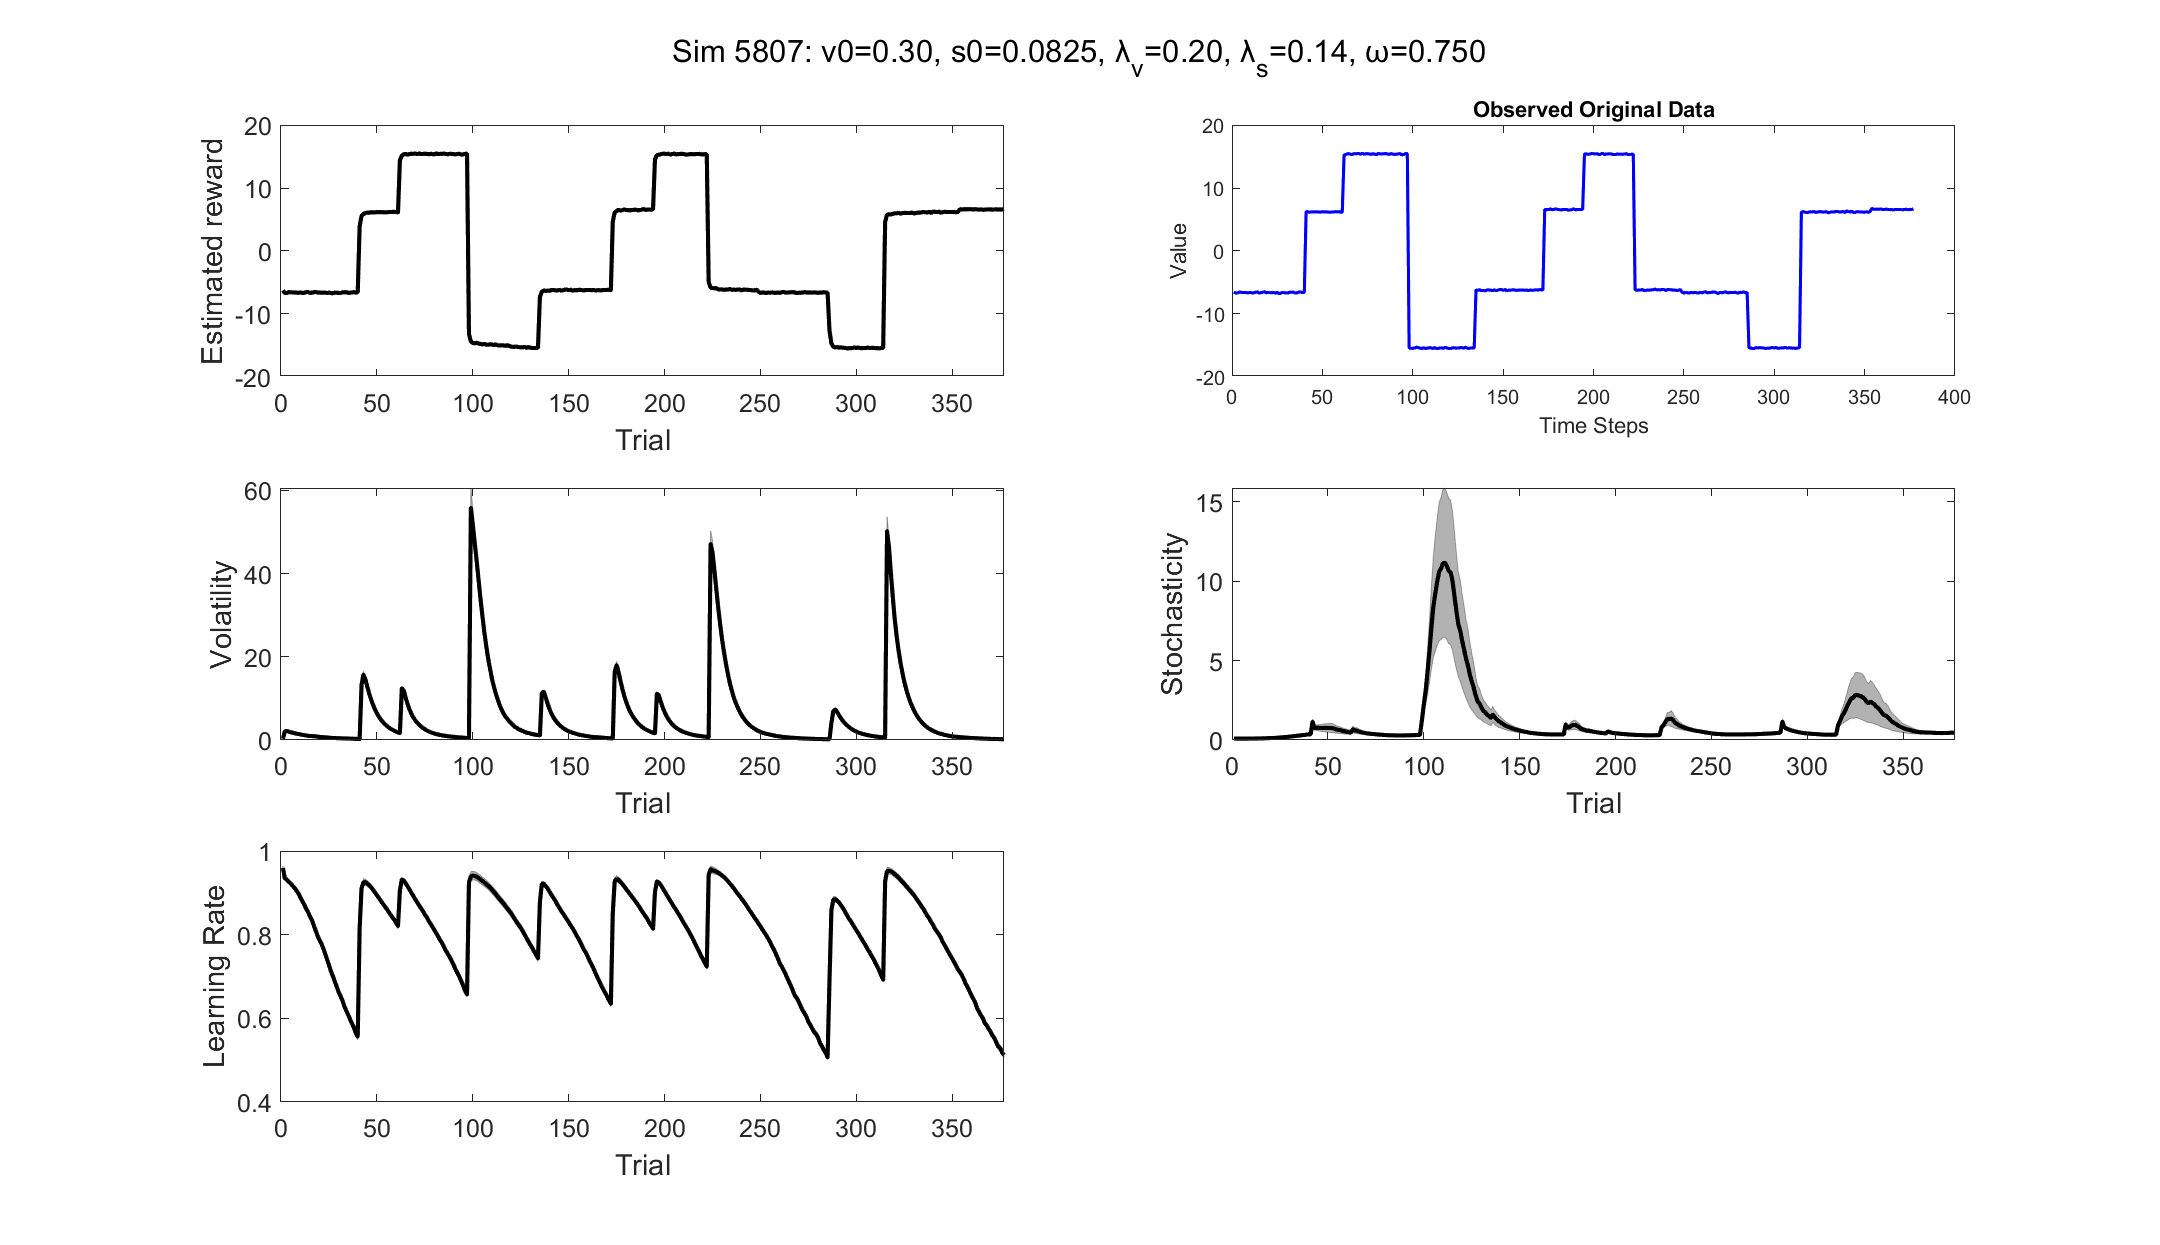 Sim 5807: v0=0.30, s0=0.0825, λ_v=0.20, λ_s=0.14, ω=0.750
20
10
0
-10
-20
Estimated reward
0 50 100 150 200 250 300 350
Trial
Observed Original Data
20
10
0
-10
-20
Value
0 50 100 150 200 250 300 350 400
Time Steps
60
40
20
0
Volatility
0 50 100 150 200 250 300 350
Trial
15
10
5
0
Stochasticity
0 50 100 150 200 250 300 350
Trial
1
0.8
0.6
0.4
Learning Rate
0 50 100 150 200 250 300 350
Trial